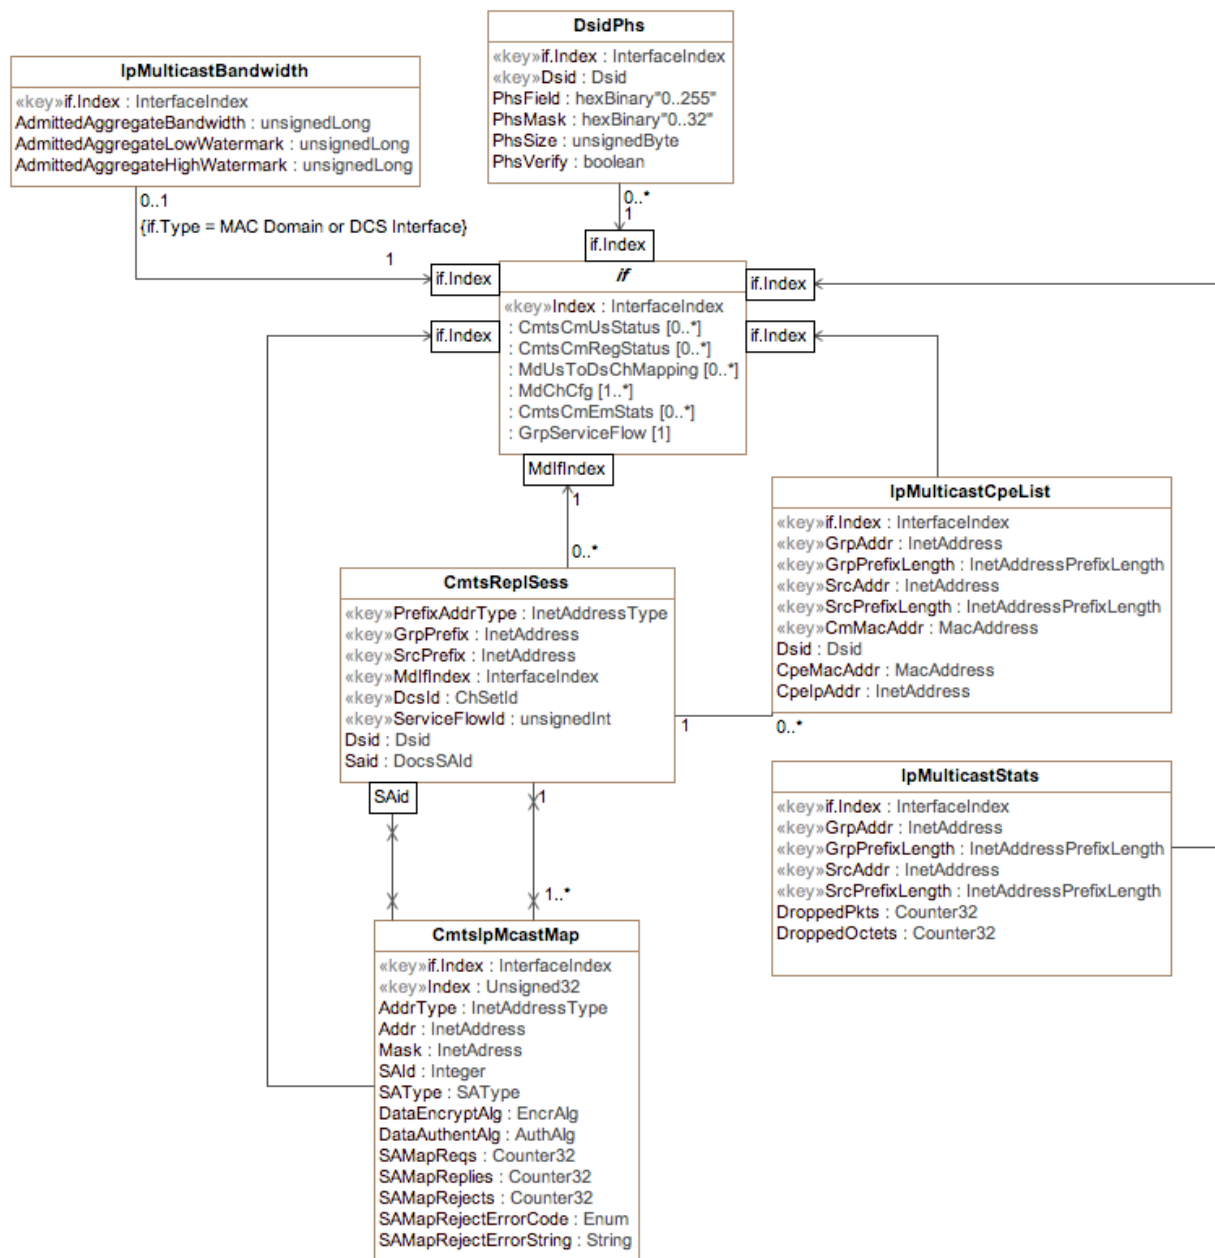 DsidPhs
«key»if.Index : InterfaceIndex
«key»Dsid : Dsid
PhsField : hexBinary"0..255"
PhsMask : hexBinary"0..32"
PhsSize : unsignedByte
PhsVerify : boolean
IpMulticastBandwidth
«key»if.Index : InterfaceIndex
AdmittedAggregateBandwidth : unsignedLong
AdmittedAggregateLowWatermark : unsignedLong
AdmittedAggregateHighWatermark : unsignedLong
0..1
{if.Type = MAC Domain or DCS Interface}
1
0..*
1
if.Index
if.Index
if.Index
if.Index
if.Index
if
«key»Index : InterfaceIndex
: CmtsCmUsStatus [0..*]
: CmtsCmRegStatus [0..*]
: MdUsToDsChMapping [0..*]
: MdChCfg [1..*]
: CmtsCmEmStats [0..*]
: GrpServiceFlow [1]
MdIfIndex
1
0..*
IpMulticastCpeList
«key»if.Index : InterfaceIndex
«key»GrpAddr : InetAddress
«key»GrpPrefixLength : InetAddressPrefixLength
«key»SrcAddr : InetAddress
«key»SrcPrefixLength : InetAddressPrefixLength
«key»CmMacAddr : MacAddress
Dsid : Dsid
CpeMacAddr : MacAddress
CpeIpAddr : InetAddress
CmtsReplSess
«key»PrefixAddrType : InetAddressType
«key»GrpPrefix : InetAddress
«key»SrcPrefix : InetAddress
«key»MdIfIndex : InterfaceIndex
«key»DcsId : ChSetId
«key»ServiceFlowId : unsignedInt
Dsid : Dsid
Said : DocsSAId
1
0..*
SAid
1
1..*
IpMulticastStats
«key»if.Index : InterfaceIndex
«key»GrpAddr : InetAddress
«key»GrpPrefixLength : InetAddressPrefixLength
«key»SrcAddr : InetAddress
«key»SrcPrefixLength : InetAddressPrefixLength
DroppedPkts : Counter32
DroppedOctets : Counter32
CmtsIpMcastMap
«key»if.Index : InterfaceIndex
«key»Index : Unsigned32
AddrType : InetAddressType
Addr : InetAddress
Mask : InetAdress
SAId : Integer
SAType : SAType
DataEncryptAlg : EncrAlg
DataAuthentAlg : AuthAlg
SAMapReqs : Counter32
SAMapReplies : Counter32
SAMapRejects : Counter32
SAMapRejectErrorCode : Enum
SAMapRejectErrorString : String